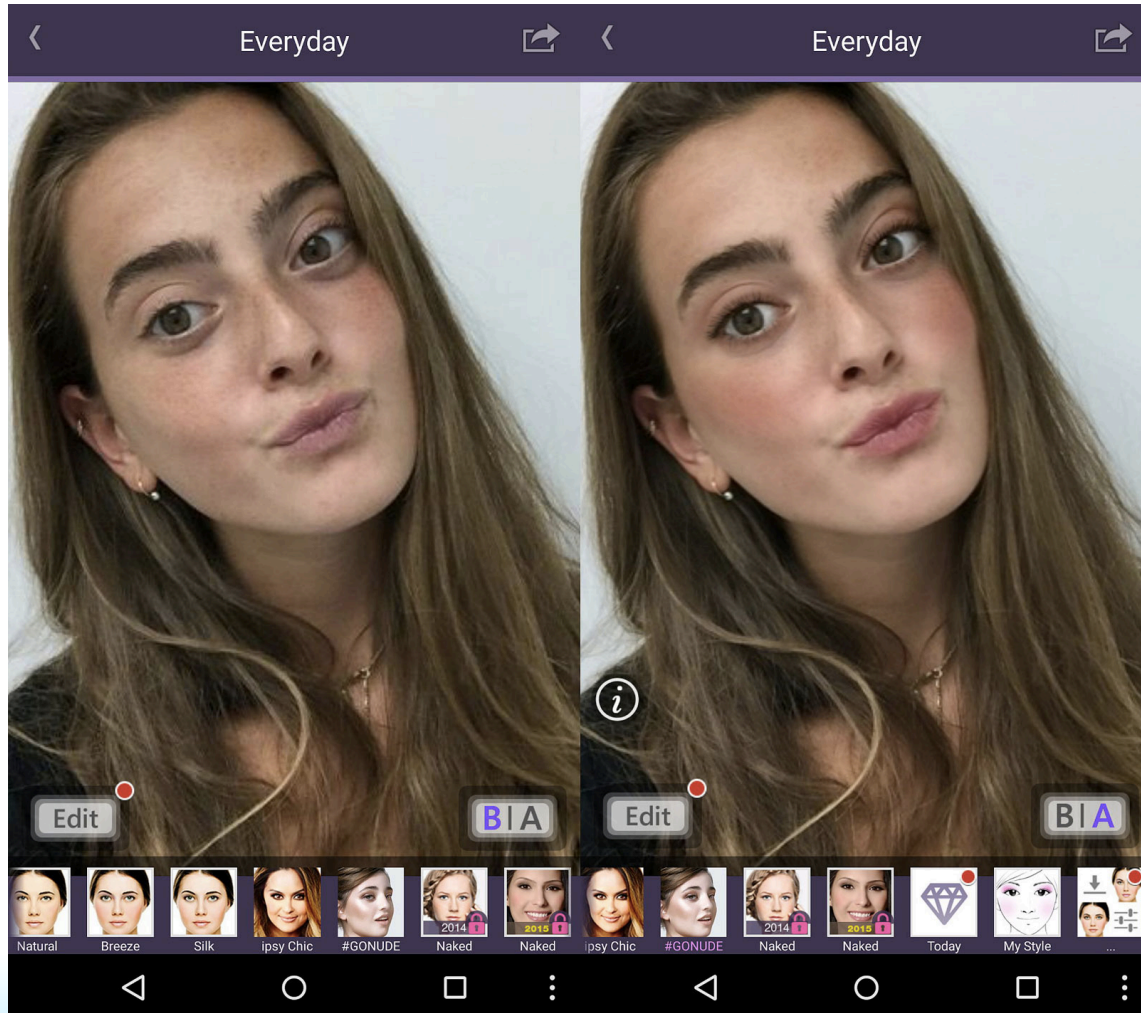 Everyday
Edit
B|A
Natural
Breeze
Silk
ipsy Chic
#GONUDE
2014
Naked
2015
Naked
Everyday
i
Edit
B|A
ipsy Chic
#GONUDE
2014
Naked
2015
Naked
Today
My Style
...